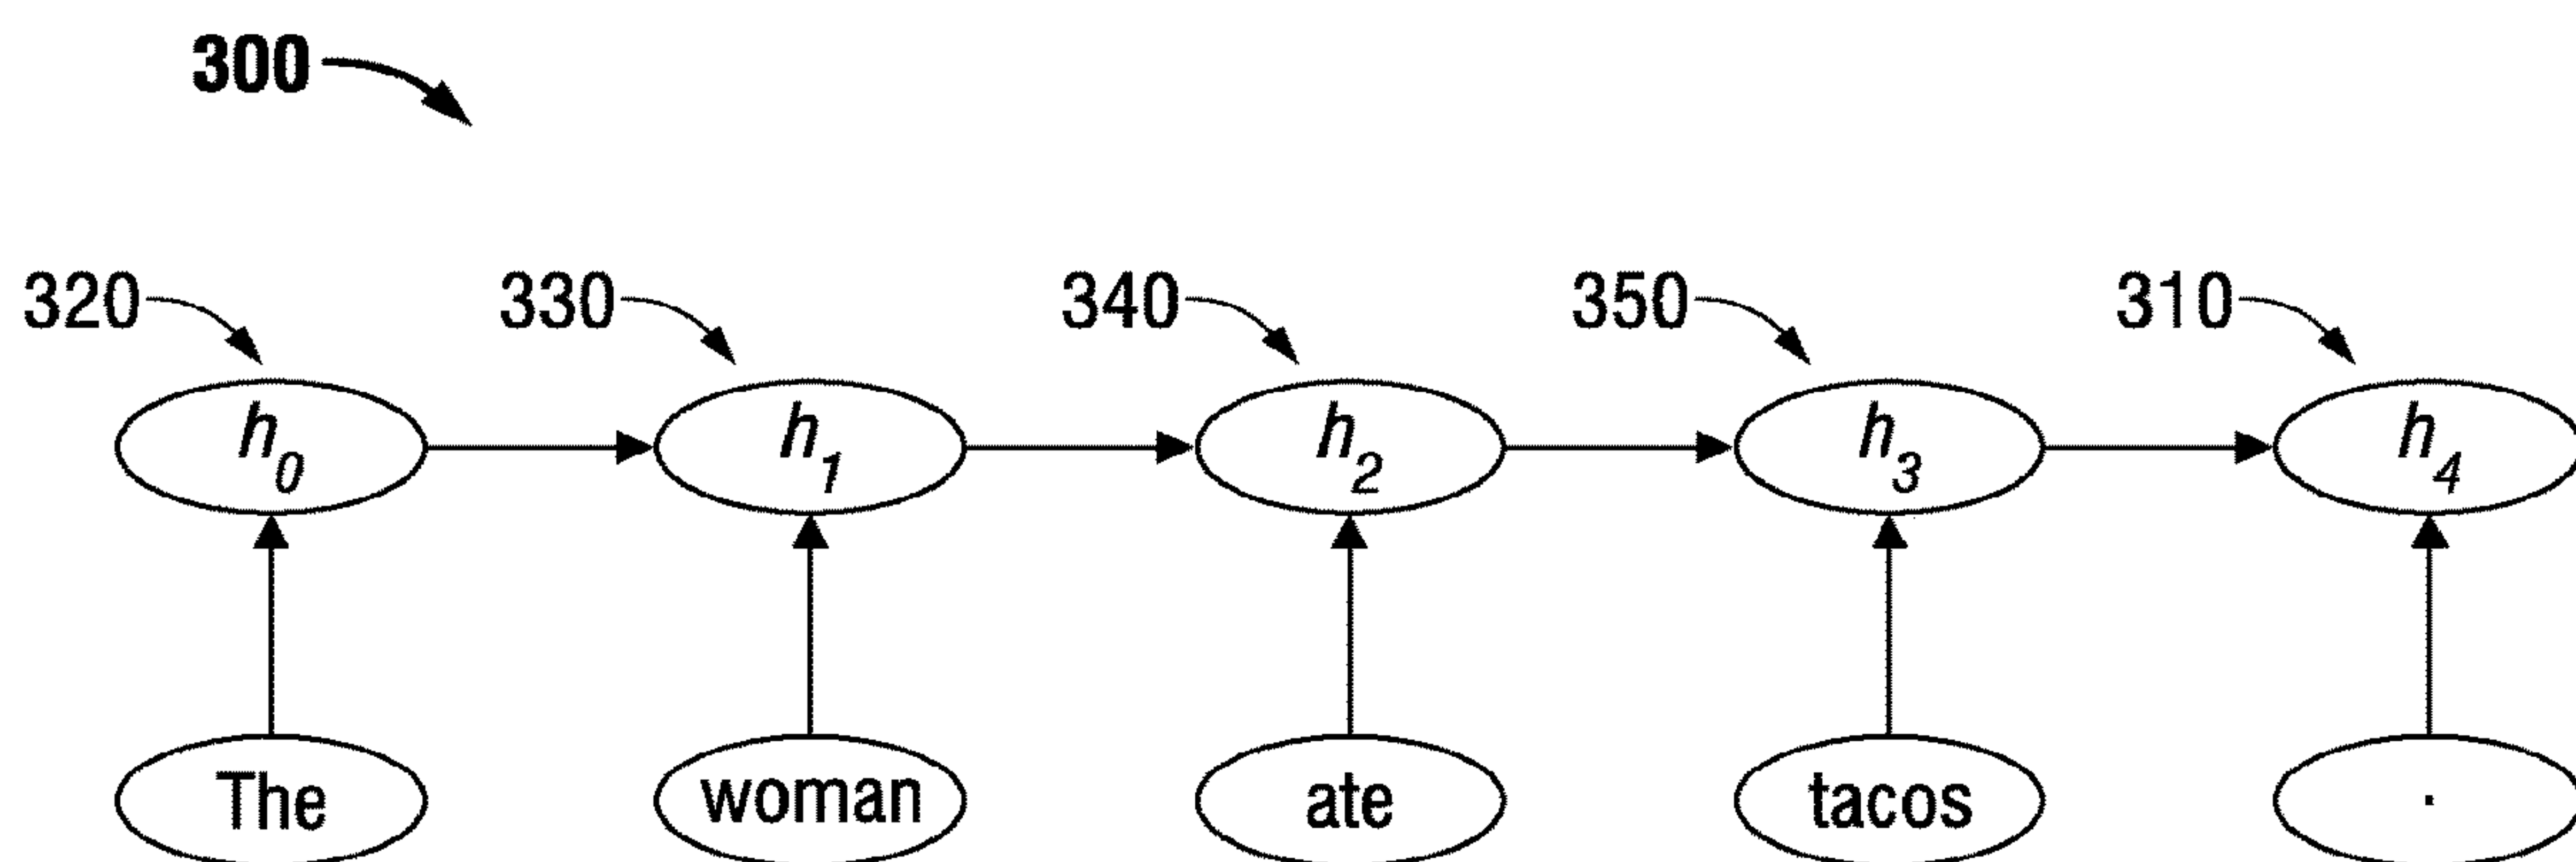 300
320 330 340 350 310
h0 h1 h2 h3 h4
The woman ate tacos .